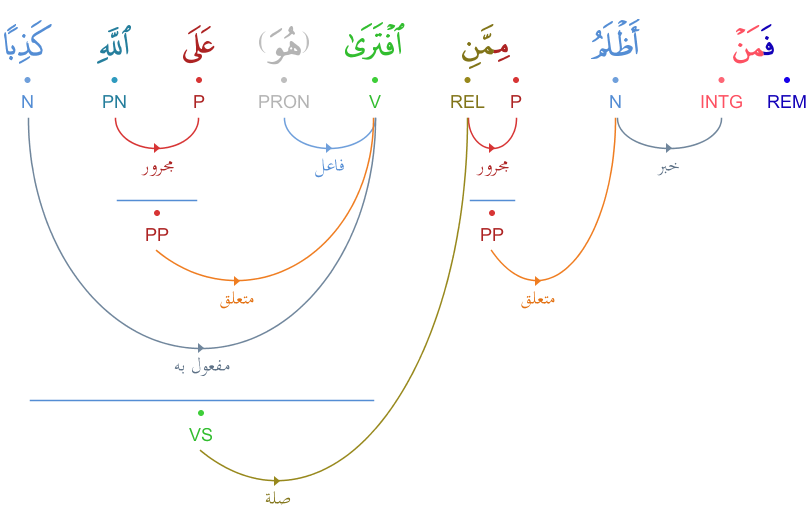 فَمَنْ أَظْلَمُ مِمَّنِ ٱفْتَرَىٰ (هُوَ) عَلَى ٱللَّهِ كَذِبًا
REM INTG N P REL V PRON P PN N
خبر مجرور فاعل مجرور
PP PP
متعلق متعلق
مفعول به
VS
صلة